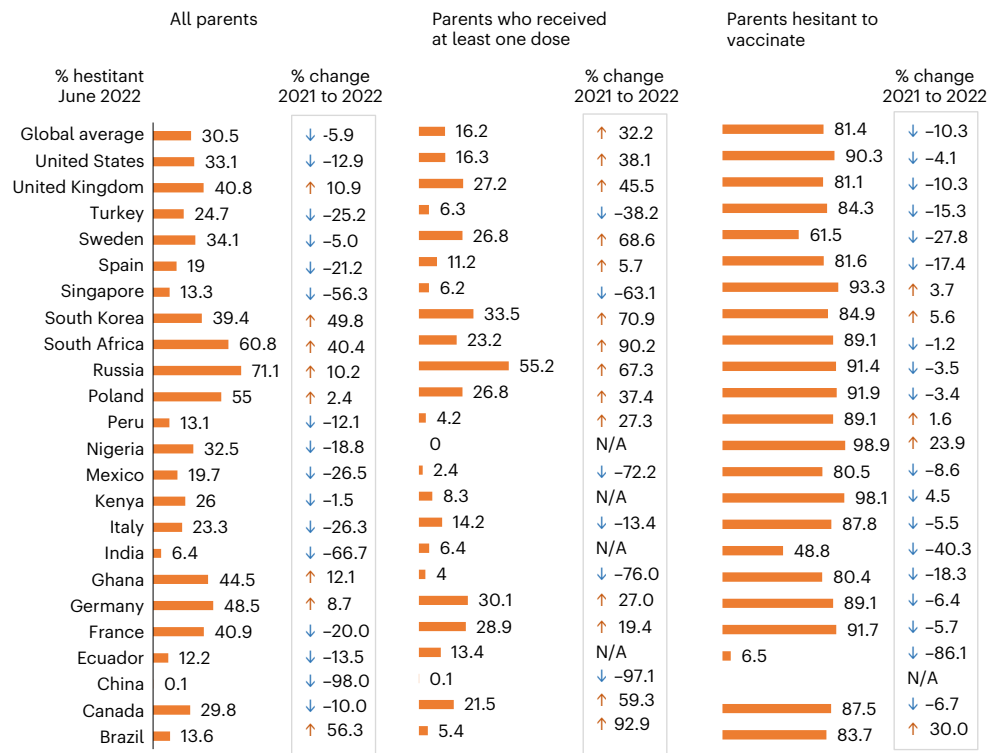 All parents
Parents who received
at least one dose
Parents hesitant to
vaccinate
% hestitant
June 2022
% change
2021 to 2022
% change
2021 to 2022
% change
2021 to 2022
Global average 30.5 ↓ -5.9 16.2 ↑ 32.2 81.4 ↓ –10.3
United States 33.1 ↓ –12.9 16.3 ↑ 38.1 90.3 ↓ –4.1
United Kingdom 40.8 ↑ 10.9 27.2 ↑ 45.5 81.1 ↓ –10.3
Turkey 24.7 ↓ –25.2 6.3 ↓ –38.2 84.3 ↓ –15.3
Sweden 34.1 ↓ –5.0 26.8 ↑ 68.6 61.5 ↓ –27.8
Spain 19 ↓ –21.2 11.2 ↑ 5.7 81.6 ↓ –17.4
Singapore 13.3 ↓ –56.3 6.2 ↓ –63.1 93.3 ↑ 3.7
South Korea 39.4 ↑ 49.8 33.5 ↑ 70.9 84.9 ↑ 5.6
South Africa 60.8 ↑ 40.4 23.2 ↑ 90.2 89.1 ↓ –1.2
Russia 71.1 ↑ 10.2 55.2 ↑ 67.3 91.4 ↓ –3.5
Poland 55 ↑ 2.4 26.8 ↑ 37.4 91.9 ↓ –3.4
Peru 13.1 ↓ –12.1 4.2 ↑ 27.3 89.1 ↑ 1.6
Nigeria 32.5 ↓ –18.8 0 N/A 98.9 ↑ 23.9
Mexico 19.7 ↓ –26.5 2.4 ↓ –72.2 80.5 ↓ –8.6
Kenya 26 ↓ –1.5 8.3 N/A 98.1 ↓ 4.5
Italy 23.3 ↓ –26.3 14.2 ↓ –13.4 87.8 ↓ –5.5
India 6.4 ↓ –66.7 6.4 N/A 48.8 ↓ –40.3
Ghana 44.5 ↑ 12.1 4 ↓ –76.0 80.4 ↓ –18.3
Germany 48.5 ↑ 8.7 30.1 ↑ 27.0 89.1 ↓ –6.4
France 40.9 ↓ –20.0 28.9 ↑ 19.4 91.7 ↓ –5.7
Ecuador 12.2 ↓ –13.5 13.4 N/A 6.5 ↓ –86.1
China 0.1 ↓ –98.0 0.1 ↓ –97.1 N/A
Canada 29.8 ↓ –10.0 21.5 ↑ 59.3 87.5 ↓ –6.7
Brazil 13.6 ↑ 56.3 5.4 ↑ 92.9 83.7 ↑ 30.0